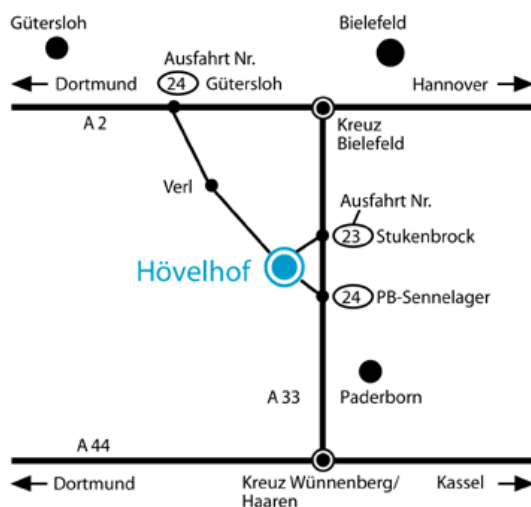 Gütersloh
Bielefeld
Ausfahrt Nr.
Dortmund
24 Gütersloh
Hannover
A 2
Kreuz
Bielefeld
Verl
Ausfahrt Nr.
23 Stukenbrock
Hövelhof
24 PB-Sennelager
A 33
Paderborn
A 44
Dortmund
Kreuz Wünnenberg/
Haaren
Kassel